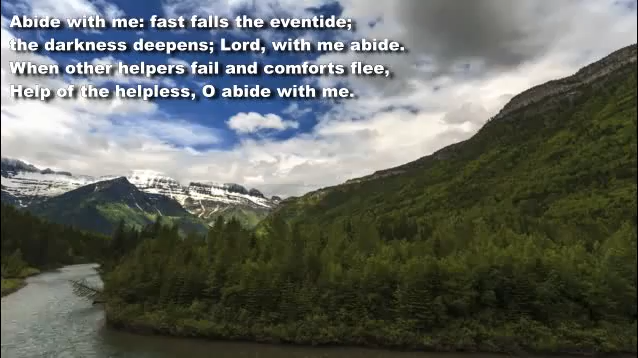 Abide with me: fast falls the eventide;
the darkness deepens; Lord, with me abide.
When other helpers fail and comforts flee,
Help of the helpless, O abide with me.